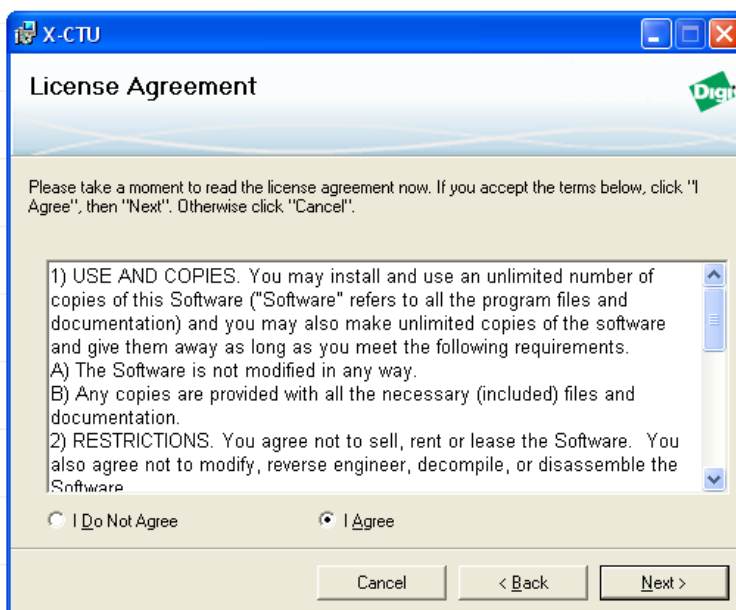 X-CTU
License Agreement
Digi
Please take a moment to read the license agreement now. If you accept the terms below, click "I
Agree", then "Next". Otherwise click "Cancel".
1) USE AND COPIES. You may install and use an unlimited number of
copies of this Software ("Software" refers to all the program files and
documentation) and you may also make unlimited copies of the software
and give them away as long as you meet the following requirements.
A) The Software is not modified in any way.
B) Any copies are provided with all the necessary (included) files and
documentation.
2) RESTRICTIONS. You agree not to sell, rent or lease the Software.  You
also agree not to modify, reverse engineer, decompile, or disassemble the
Software
I Do Not Agree
I Agree
Cancel
< Back
Next >